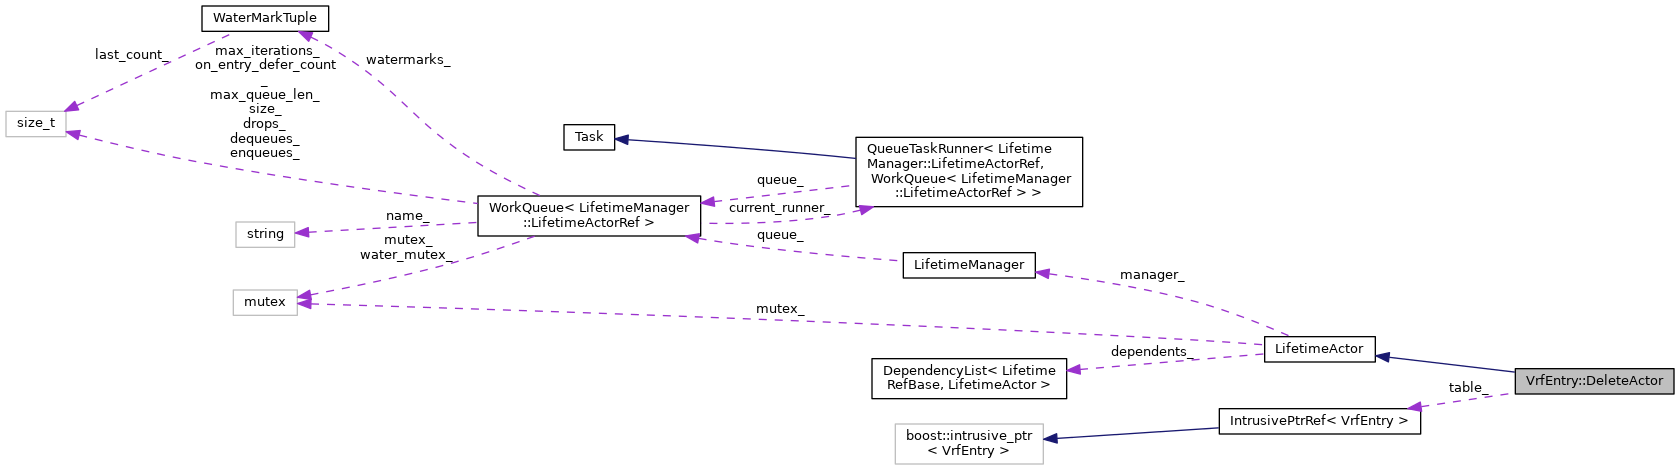 WaterMarkTuple
last_count_
max_iterations_
on_entry_defer_count
_
max_queue_len_
size_
drops_
dequeues_
enqueues_
watermarks_
size_t
Task
QueueTaskRunner< Lifetime
Manager::LifetimeActorRef,
WorkQueue< LifetimeManager
::LifetimeActorRef > >
queue_
current_runner_
WorkQueue< LifetimeManager
::LifetimeActorRef >
name_
string
mutex_
water_mutex_
queue_
LifetimeManager
manager_
mutex
mutex_
LifetimeActor
dependents_
DependencyList< Lifetime
RefBase, LifetimeActor >
VrfEntry::DeleteActor
table_
IntrusivePtrRef< VrfEntry >
boost::intrusive_ptr
< VrfEntry >